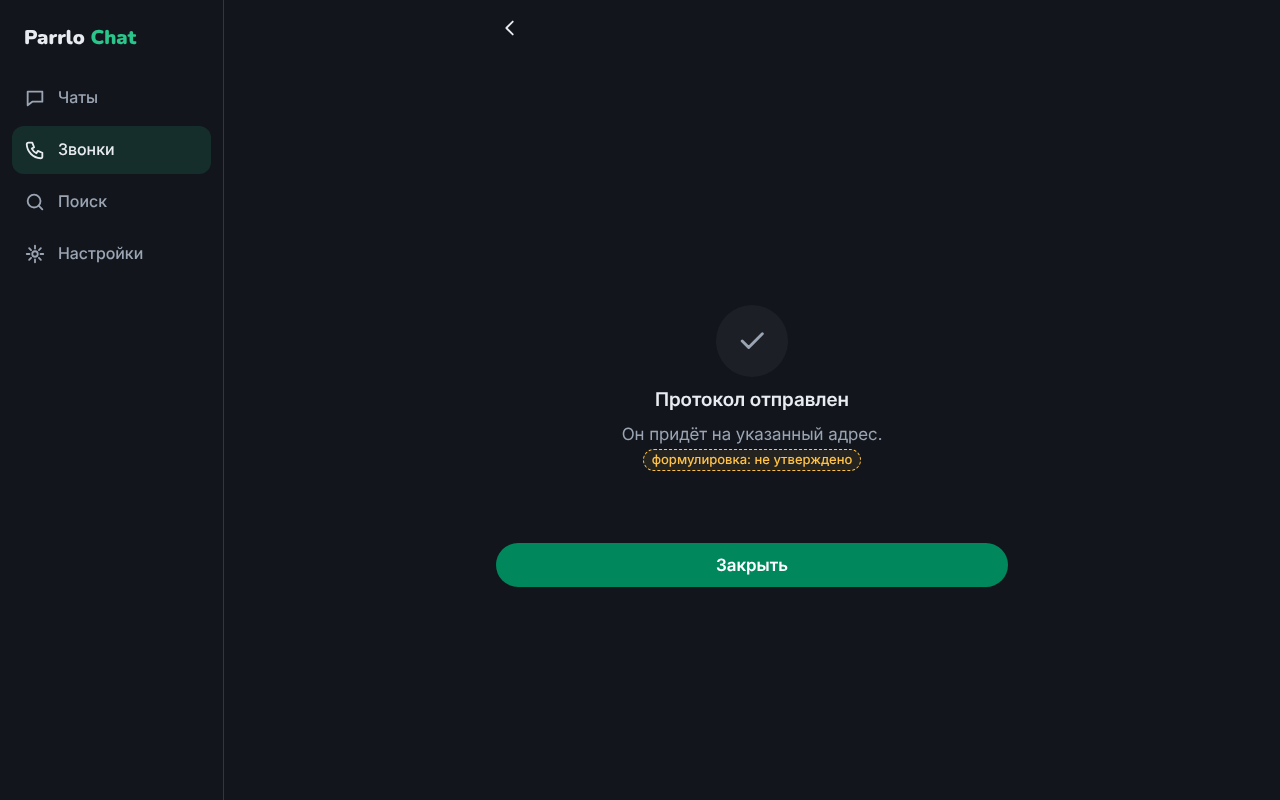 Parrlo Chat
Чаты
Звонки
Поиск
Настройки
Протокол отправлен
Он придёт на указанный адрес.
формулировка: не утверждено
Закрыть